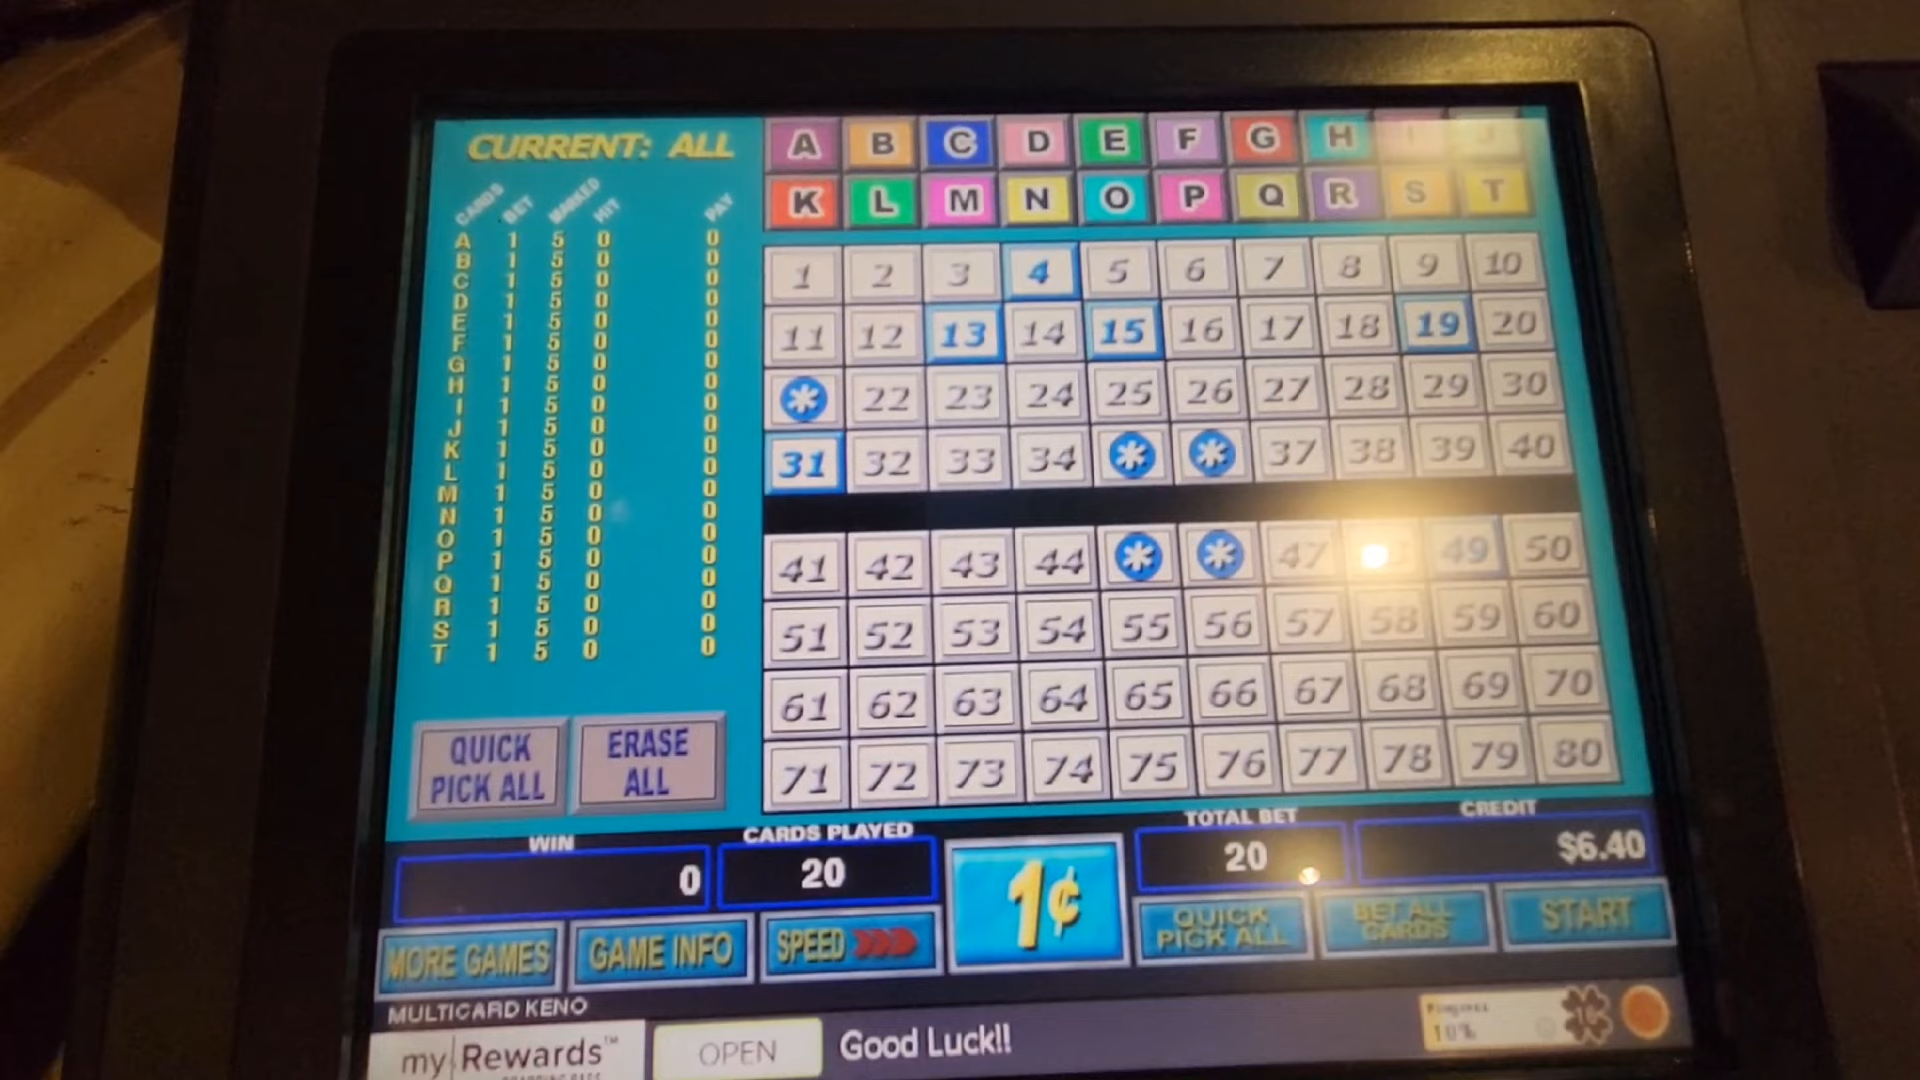 CURRENT: ALL
CARDS BET MARKED HIT PAY
A 1 5 0 0
B 1 5 0 0
C 1 5 0 0
D 1 5 0 0
E 1 5 0 0
F 1 5 0 0
G 1 5 0 0
H 1 5 0 0
I 1 5 0 0
J 1 5 0 0
K 1 5 0 0
L 1 5 0 0
M 1 5 0 0
N 1 5 0 0
O 1 5 0 0
P 1 5 0 0
Q 1 5 0 0
R 1 5 0 0
S 1 5 0 0
T 1 5 0 0
QUICK PICK ALL
ERASE ALL
A B C D E F G H I J
K L M N O P Q R S T
1 2 3 4 5 6 7 8 9 10
11 12 13 14 15 16 17 18 19 20
* 22 23 24 25 26 27 28 29 30
31 32 33 34 * * 37 38 39 40
41 42 43 44 * * 47 49 50
51 52 53 54 55 56 57 58 59 60
61 62 63 64 65 66 67 68 69 70
71 72 73 74 75 76 77 78 79 80
WIN
0
CARDS PLAYED
20
1¢
TOTAL BET
20
CREDIT
$6.40
MORE GAMES
GAME INFO
SPEED
QUICK PICK ALL
BET ALL CARDS
START
MULTICARD KENO
my|Rewards™
OPEN
Good Luck!!
Progress
10%